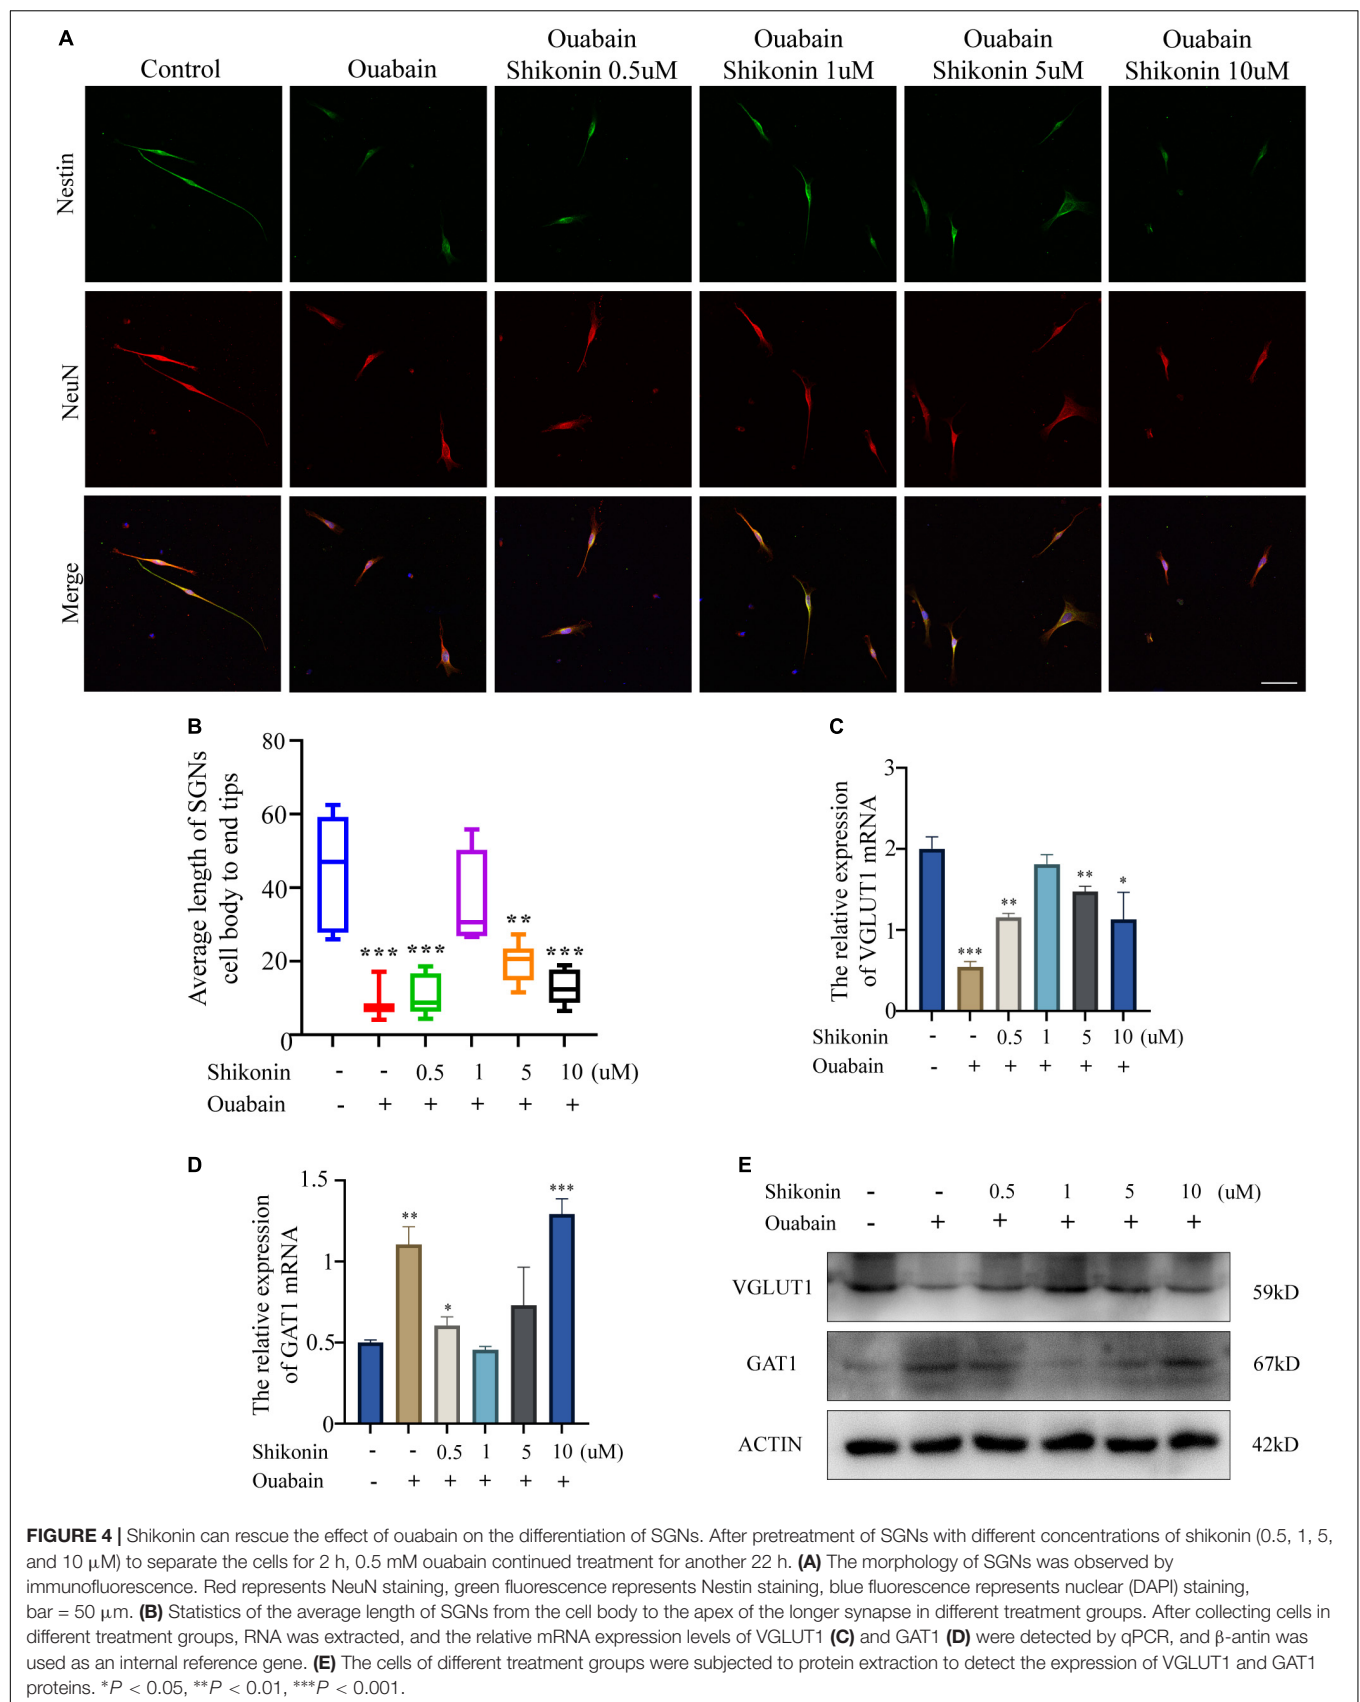 A
Control
Ouabain
Ouabain
Shikonin 0.5uM
Ouabain
Shikonin 1uM
Ouabain
Shikonin 5uM
Ouabain
Shikonin 10uM
Nestin
NeuN
Merge
B
Average length of SGNs
cell body to end tips
80
60
40
20
0
*** *** ** ***
Shikonin - - 0.5 1 5 10 (uM)
Ouabain - + + + + +
C
The relative expression
of VGLUT1 mRNA
3
2
1
0
*** ** ** *
Shikonin - - 0.5 1 5 10 (uM)
Ouabain - + + + + +
D
The relative expression
of GAT1 mRNA
1.5
1
0.5
0
** * ***
Shikonin - - 0.5 1 5 10 (uM)
Ouabain - + + + + +
E
Shikonin - - 0.5 1 5 10 (uM)
Ouabain - + + + + +
VGLUT1 59kD
GAT1 67kD
ACTIN 42kD
FIGURE 4 | Shikonin can rescue the effect of ouabain on the differentiation of SGNs. After pretreatment of SGNs with different concentrations of shikonin (0.5, 1, 5,
and 10 μM) to separate the cells for 2 h, 0.5 mM ouabain continued treatment for another 22 h. (A) The morphology of SGNs was observed by
immunofluorescence. Red represents NeuN staining, green fluorescence represents Nestin staining, blue fluorescence represents nuclear (DAPI) staining,
bar = 50 μm. (B) Statistics of the average length of SGNs from the cell body to the apex of the longer synapse in different treatment groups. After collecting cells in
different treatment groups, RNA was extracted, and the relative mRNA expression levels of VGLUT1 (C) and GAT1 (D) were detected by qPCR, and β-antin was
used as an internal reference gene. (E) The cells of different treatment groups were subjected to protein extraction to detect the expression of VGLUT1 and GAT1
proteins. *P < 0.05, **P < 0.01, ***P < 0.001.